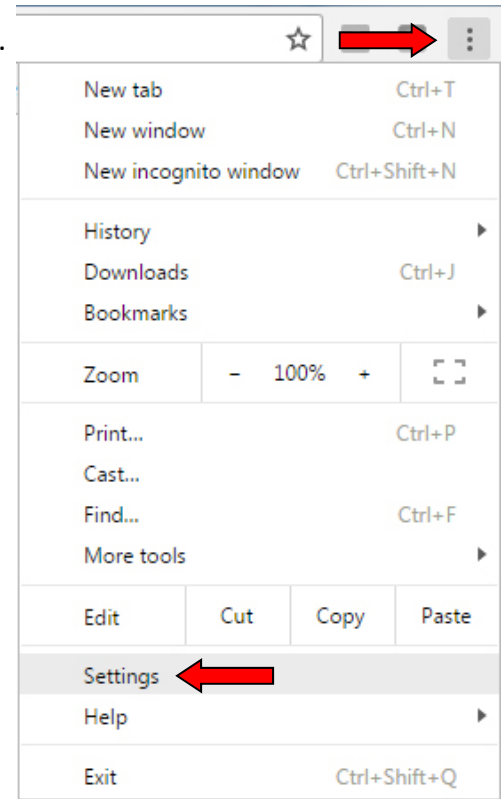 .
New tab Ctrl+T
New window Ctrl+N
New incognito window Ctrl+Shift+N
History
Downloads Ctrl+J
Bookmarks
Zoom - 100% +
Print... Ctrl+P
Cast...
Find... Ctrl+F
More tools
Edit Cut Copy Paste
Settings
Help
Exit Ctrl+Shift+Q